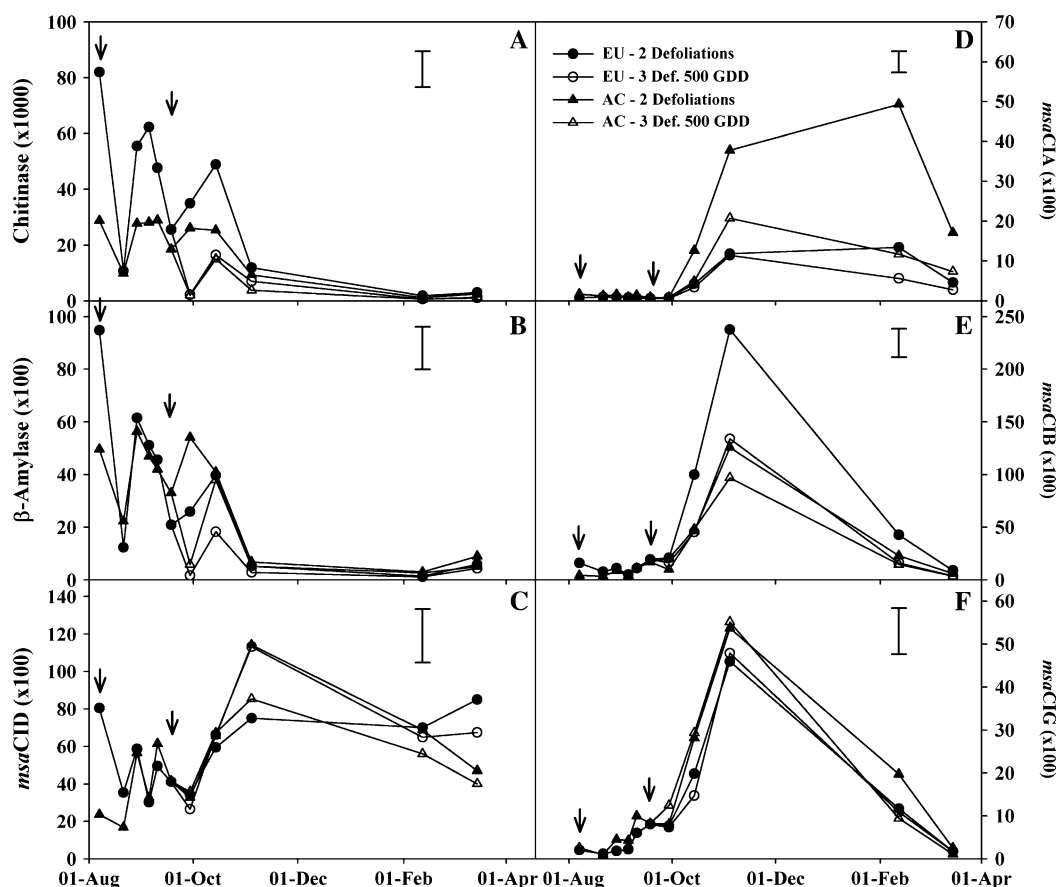 A
Chitinase (x1000)
100
80
60
40
20
0
B
β-Amylase (x100)
100
80
60
40
20
0
C
msaCID (x100)
140
120
100
80
60
40
20
0
01-Aug 01-Oct 01-Dec 01-Feb 01-Apr
D
EU - 2 Defoliations
EU - 3 Def. 500 GDD
AC - 2 Defoliations
AC - 3 Def. 500 GDD
70
60
50
40
30
20
10
0
msaCIA (x100)
E
250
200
150
100
50
0
msaCIB (x100)
F
60
50
40
30
20
10
0
msaCIG (x100)
01-Aug 01-Oct 01-Dec 01-Feb 01-Apr